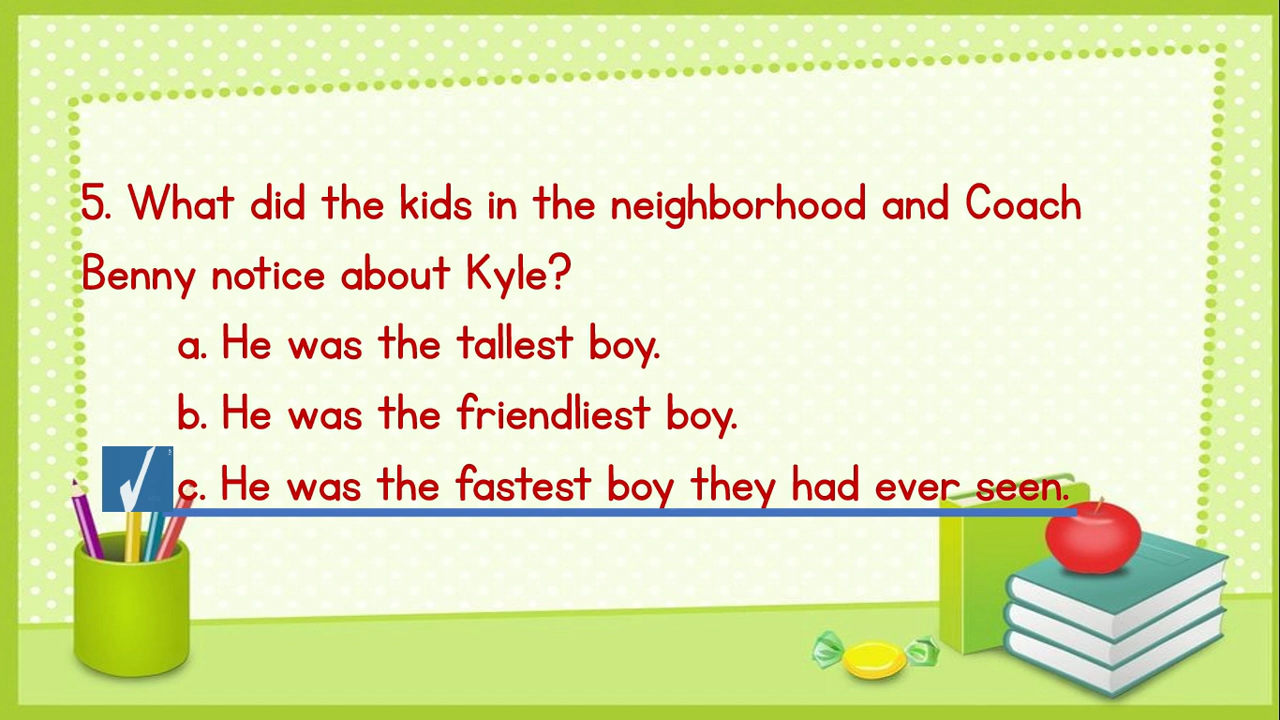 5. What did the kids in the neighborhood and Coach
Benny notice about Kyle?
a. He was the tallest boy.
b. He was the friendliest boy.
c. He was the fastest boy they had ever seen.